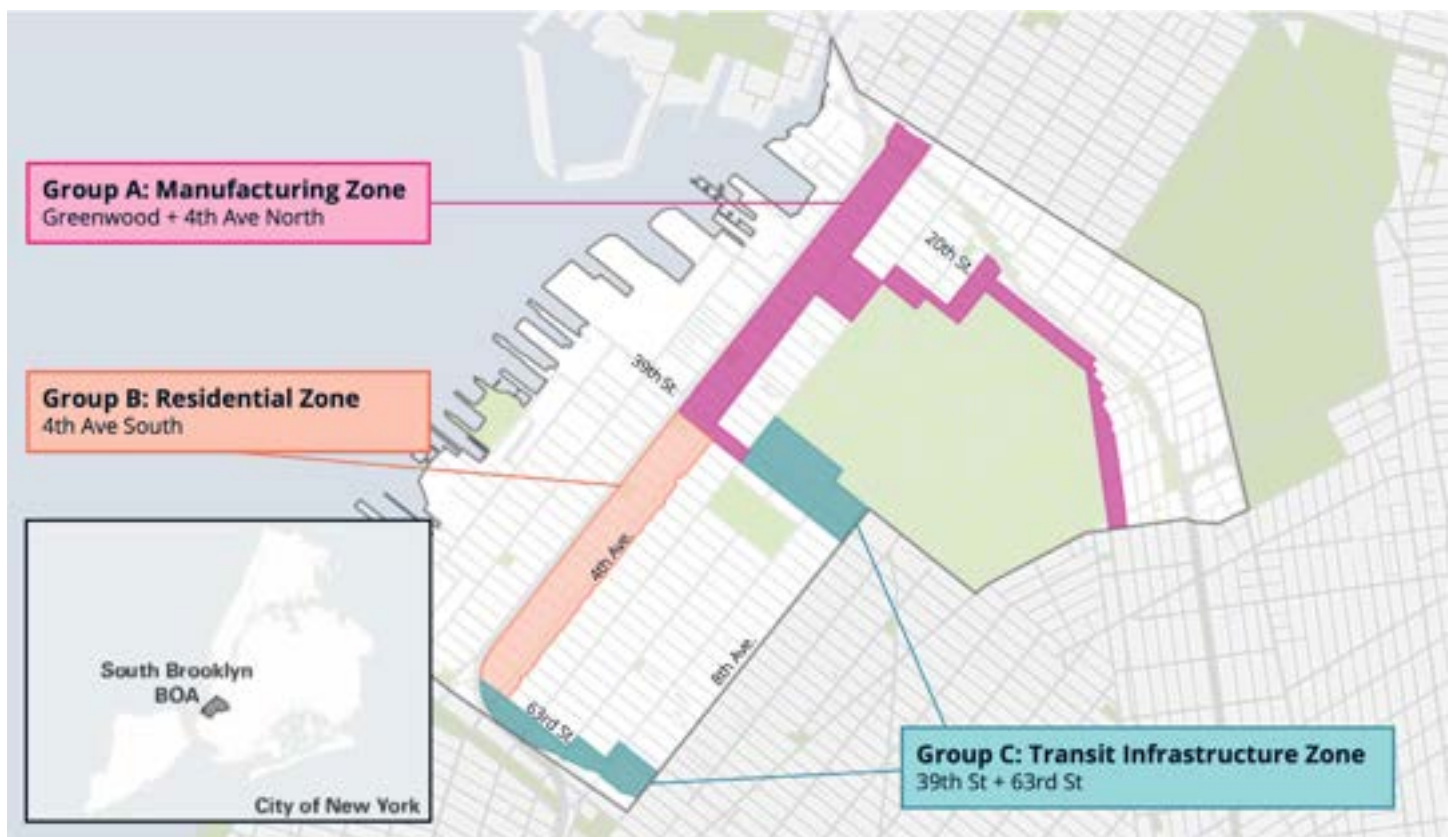 Group A: Manufacturing Zone
Greenwood + 4th Ave North
20th St.
39th St.
Group B: Residential Zone
4th Ave South
4th Ave.
8th Ave.
63rd St.
South Brooklyn
BOA
City of New York
Group C: Transit Infrastructure Zone
39th St + 63rd St